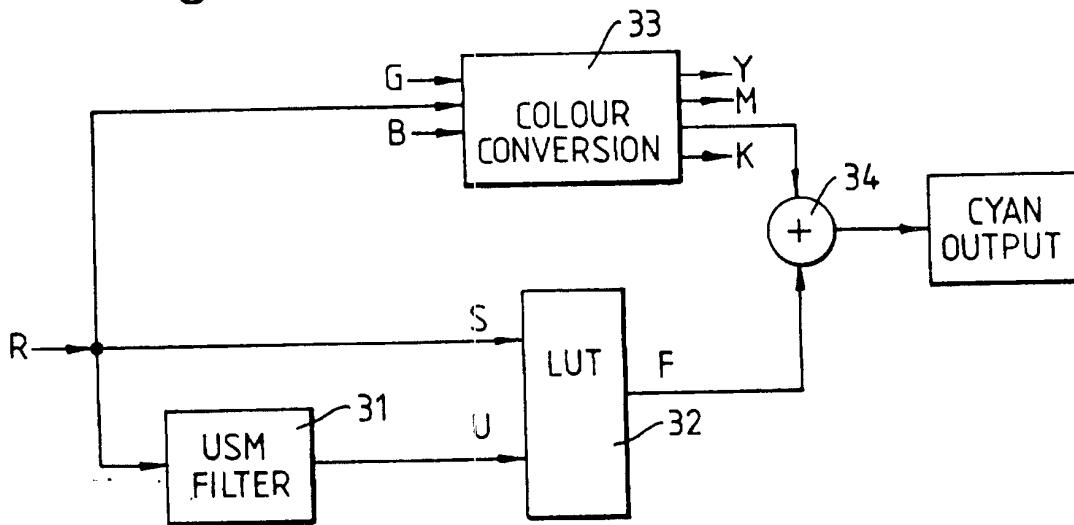 33
G
COLOUR
CONVERSION
B
Y
M
K
34
+
CYAN
OUTPUT
R
S
LUT
F
32
U
31
USM
FILTER